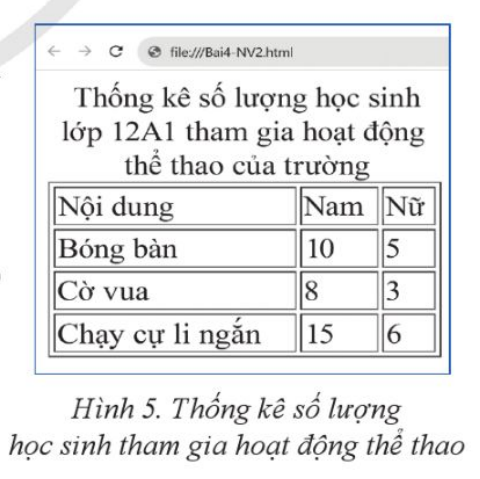 file:///Bai4-NV2.html
Thống kê số lượng học sinh
lớp 12A1 tham gia hoạt động
thể thao của trường
Nội dung Nam Nữ
Bóng bàn 10 5
Cờ vua 8 3
Chạy cự li ngắn 15 6
Hình 5. Thống kê số lượng
học sinh tham gia hoạt động thể thao